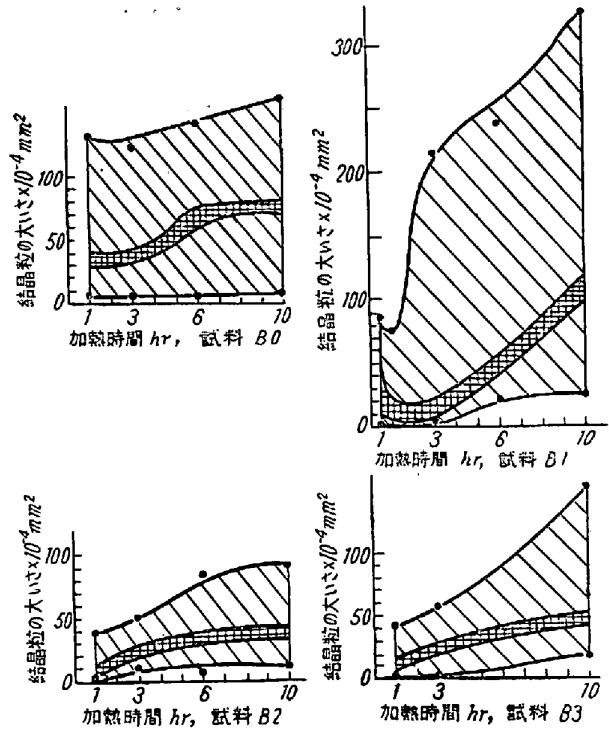 結晶粒の大いさ×10⁻⁴mm²
100
50
0
1 3 6 10
加熱時間 hr, 試料 B0
結晶粒の大いさ×10⁻⁴mm²
300
200
100
0
1 3 6 10
加熱時間 hr, 試料 B1
結晶粒の大いさ×10⁻⁴mm²
100
50
0
1 3 6 10
加熱時間 hr, 試料 B2
結晶粒の大いさ×10⁻⁴mm²
100
50
0
1 3 10
加熱時間 hr, 試料 B3